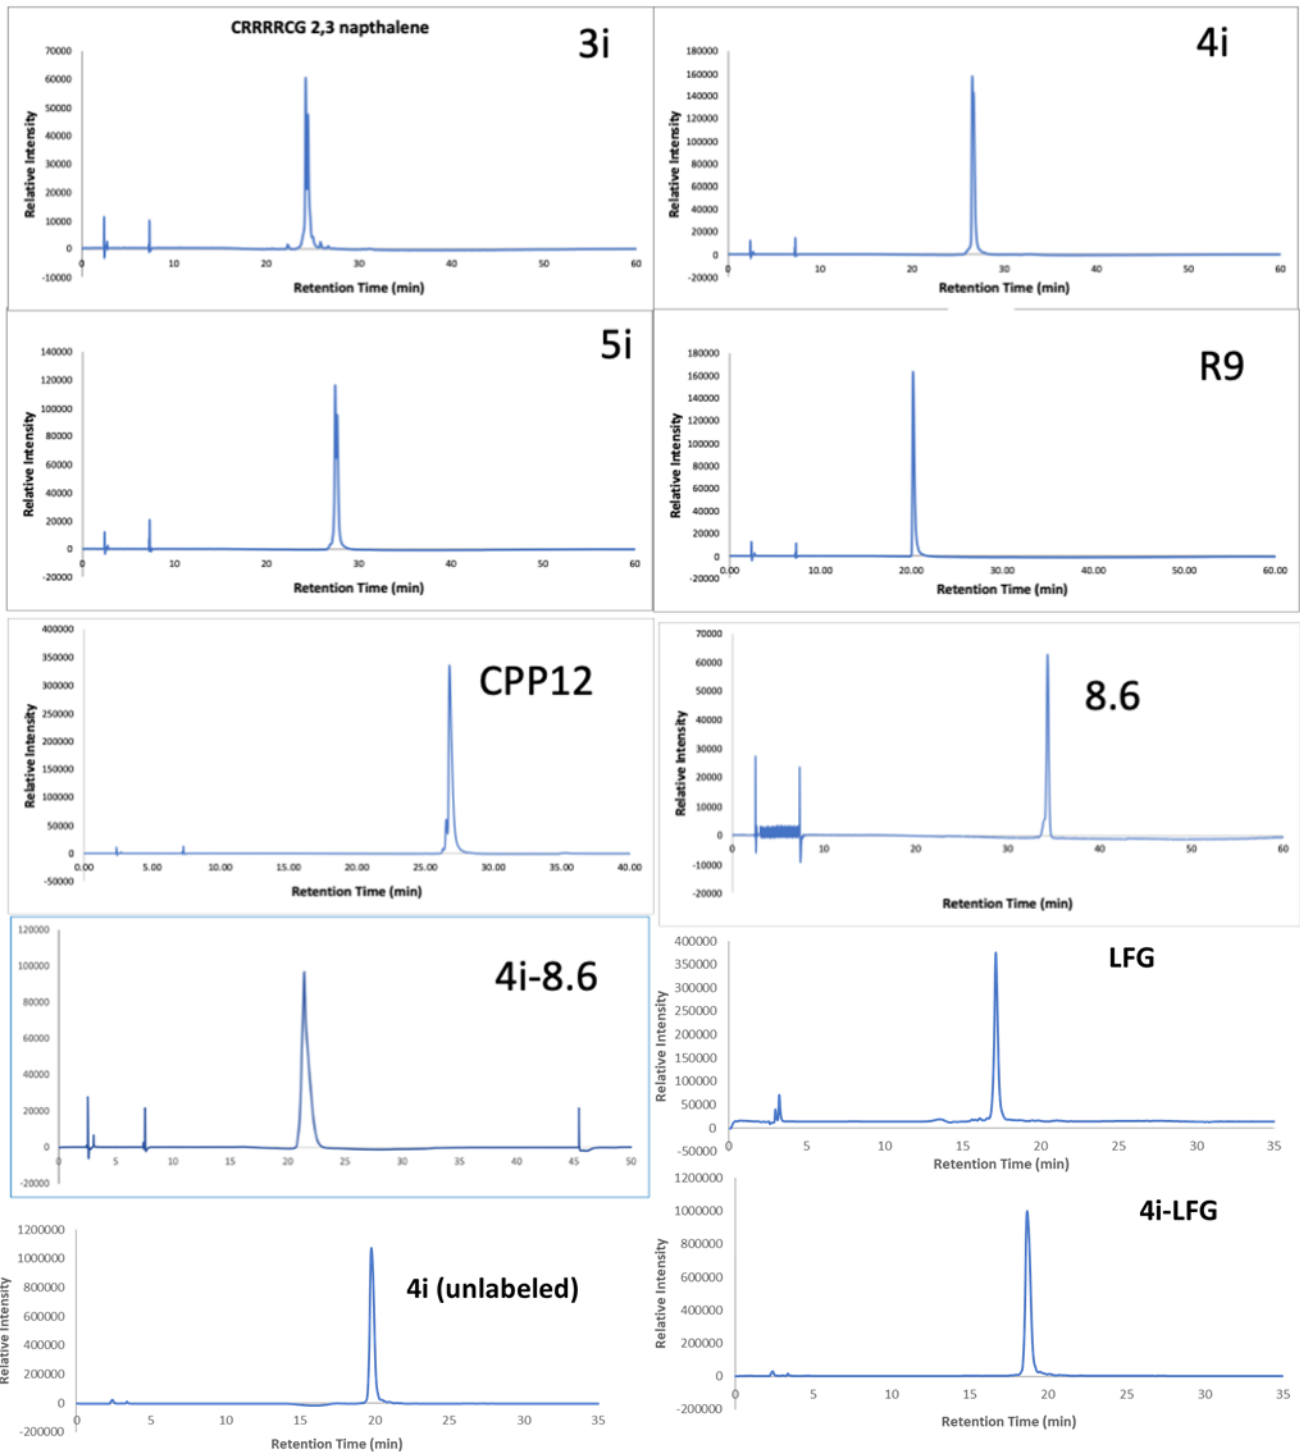 CRRRRCG 2,3 napthalene
3i
70000
60000
50000
40000
30000
20000
10000
0
-10000
0 10 20 30 40 50 60
Relative Intensity
Retention Time (min)
4i
180000
160000
140000
120000
100000
80000
60000
40000
20000
0
-20000
0 10 20 30 40 50 60
Relative Intensity
Retention Time (min)
5i
140000
120000
100000
80000
60000
40000
20000
0
-20000
0 10 20 30 40 50 60
Relative Intensity
Retention Time (min)
R9
180000
160000
140000
120000
100000
80000
60000
40000
20000
0
-20000
0.00 10.00 20.00 30.00 40.00 50.00 60.00
Relative Intensity
Retention Time (min)
CPP12
400000
350000
300000
250000
200000
150000
100000
50000
0
-50000
0.00 5.00 10.00 15.00 20.00 25.00 30.00 35.00 40.00
Relative Intensity
Retention Time (min)
8.6
70000
60000
50000
40000
30000
20000
10000
0
-10000
-20000
0 10 20 30 40 50 60
Relative Intensity
Retention Time (min)
4i-8.6
120000
100000
80000
60000
40000
20000
0
-20000
0 5 10 15 20 25 30 35 40 45 50
LFG
400000
350000
300000
250000
200000
150000
100000
50000
0
-50000
0 5 10 15 20 25 30 35
Relative Intensity
Retention Time (min)
4i (unlabeled)
1200000
1000000
800000
600000
400000
200000
0
-200000
0 5 10 15 20 25 30 35
Relative Intensity
Retention Time (min)
4i-LFG
1200000
1000000
800000
600000
400000
200000
0
-200000
0 5 10 15 20 25 30 35
Relative Intensity
Retention Time (min)